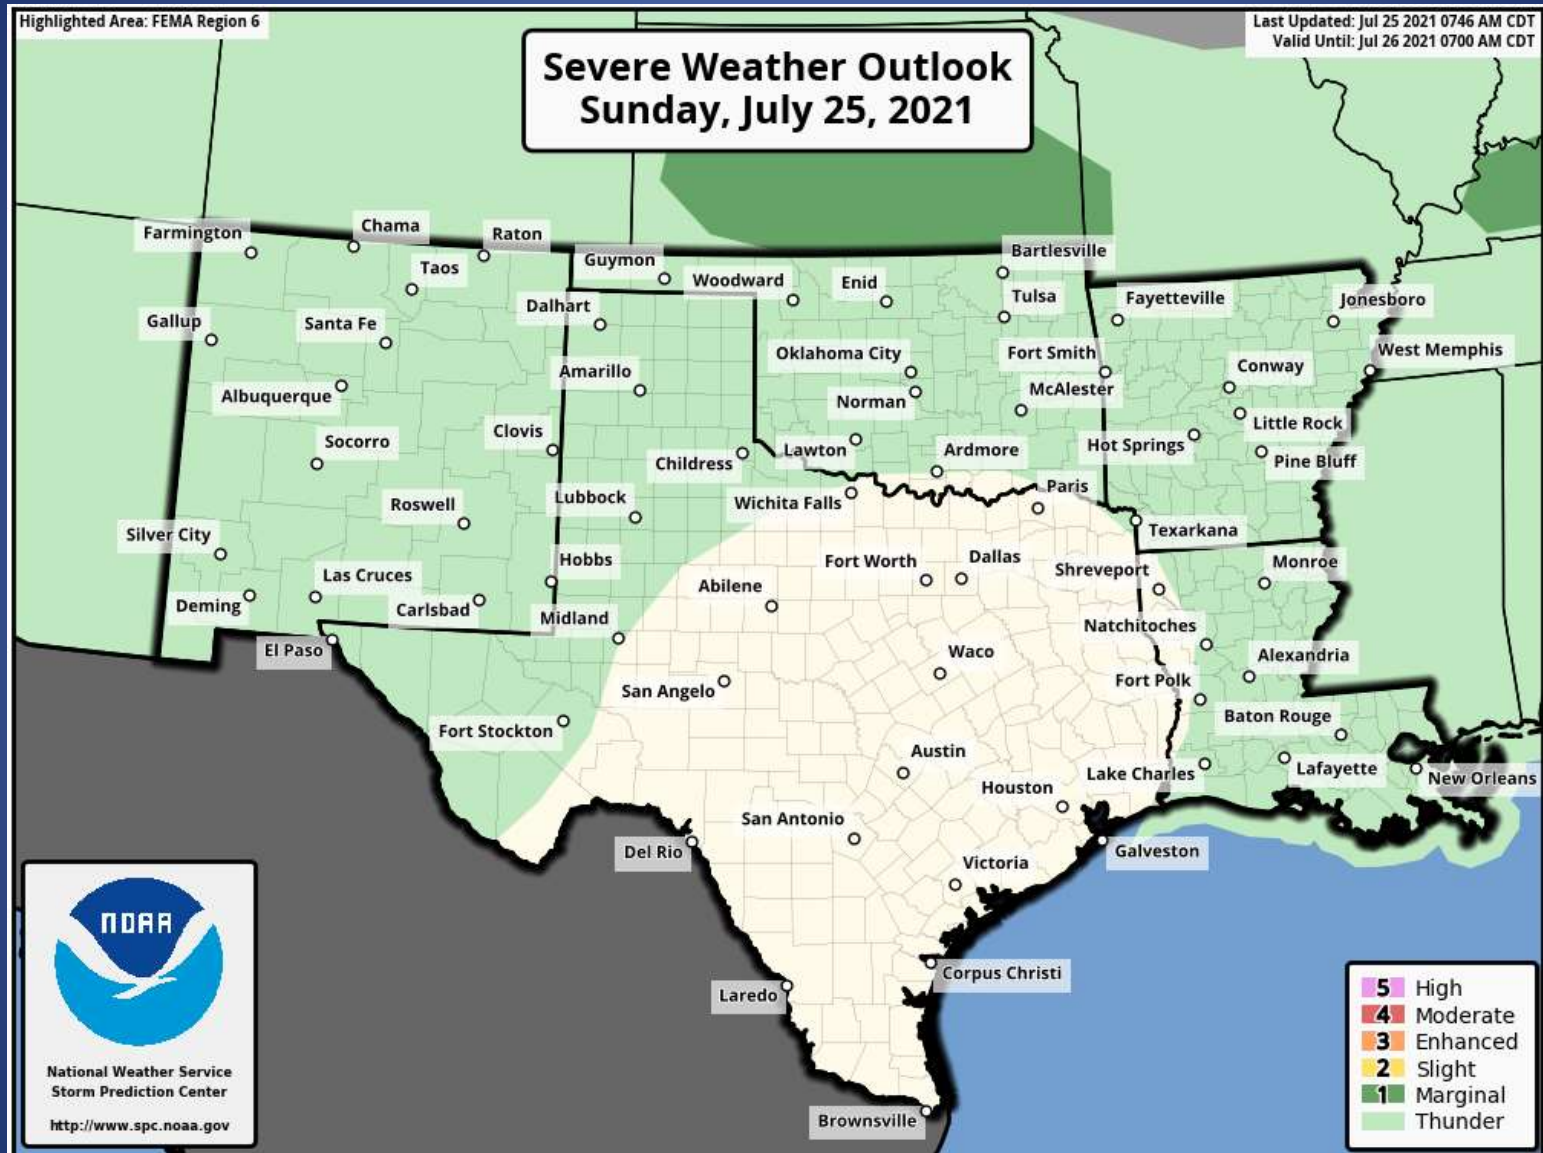 Highlighted Area: FEMA Region 6
Last Updated: Jul 25 2021 0746 AM CDT
Valid Until: Jul 26 2021 0700 AM CDT
Severe Weather Outlook
Sunday, July 25, 2021
Farmington
Chama
Raton
Taos
Guymon
Woodward
Enid
Bartlesville
Tulsa
Fayetteville
Jonesboro
Gallup
Santa Fe
Dalhart
Oklahoma City
Fort Smith
Conway
West Memphis
Albuquerque
Amarillo
Norman
McAlester
Little Rock
Socorro
Clovis
Childress
Lawton
Ardmore
Hot Springs
Pine Bluff
Roswell
Lubbock
Wichita Falls
Paris
Texarkana
Silver City
Las Cruces
Hobbs
Abilene
Fort Worth
Dallas
Shreveport
Monroe
Deming
Carlsbad
Midland
Natchitoches
El Paso
San Angelo
Waco
Alexandria
Fort Polk
Fort Stockton
Baton Rouge
Austin
Houston
Lake Charles
Lafayette
New Orleans
San Antonio
Del Rio
Victoria
Galveston
Corpus Christi
Laredo
Brownsville
NOAA
National Weather Service
Storm Prediction Center
http://www.spc.noaa.gov
5 High
4 Moderate
3 Enhanced
2 Slight
1 Marginal
Thunder